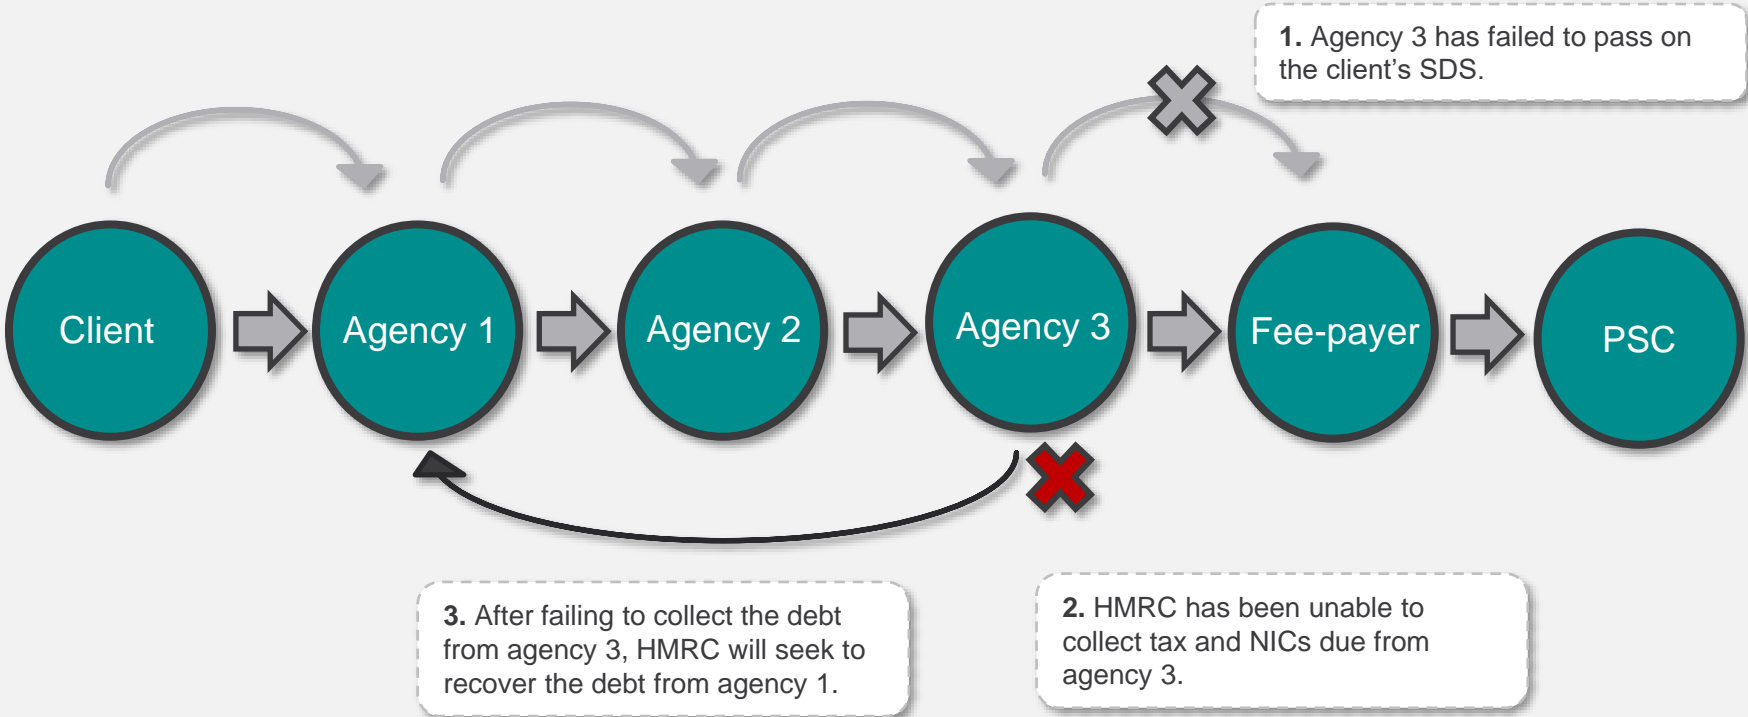 1. Agency 3 has failed to pass on
the client's SDS.
Client
Agency 1
Agency 2
Agency 3
Fee-payer
PSC
3. After failing to collect the debt
from agency 3, HMRC will seek to
recover the debt from agency 1.
2. HMRC has been unable to
collect tax and NICs due from
agency 3.